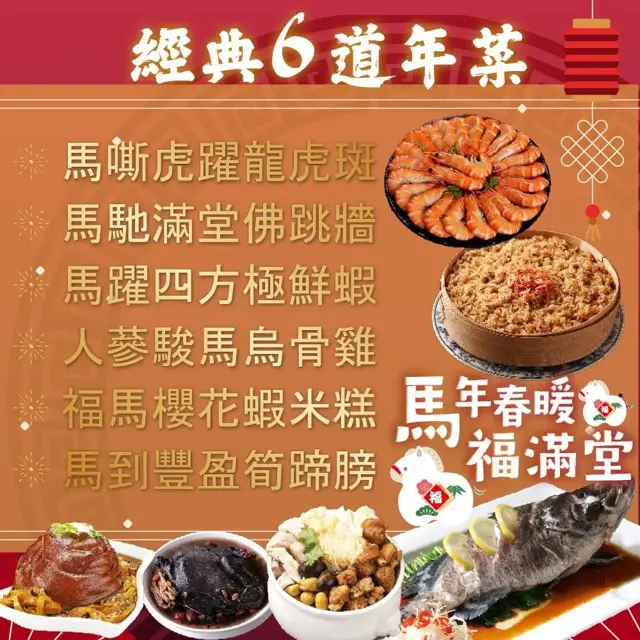 經典6道年菜
馬嘶虎躍龍虎斑
馬馳滿堂佛跳牆
馬躍四方極鮮蝦
人蔘駿馬烏骨雞
福馬櫻花蝦米糕
馬到豐盈筍蹄膀
馬年春暖
福滿堂
福
福